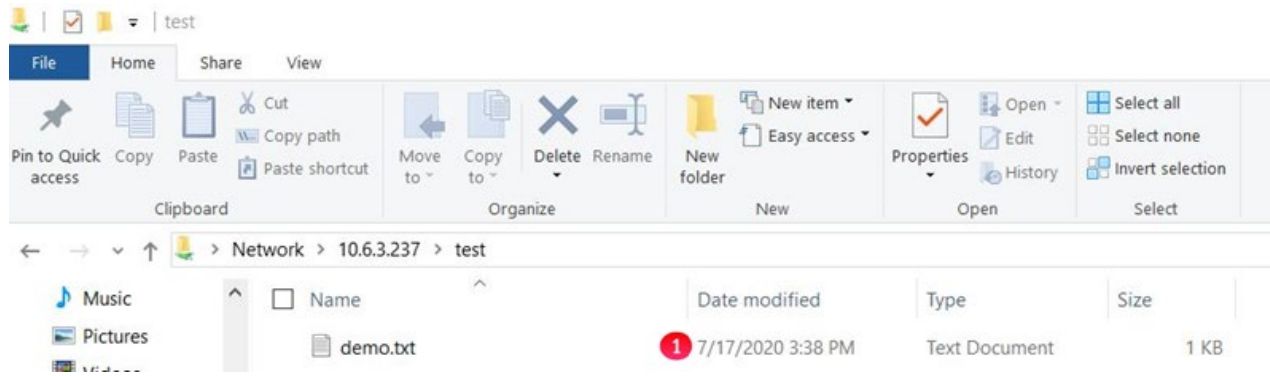 test
File Home Share View
Pin to Quick access
Copy
Paste
Cut
Copy path
Paste shortcut
Clipboard
Move to
Copy to
Delete
Rename
Organize
New folder
New item
Easy access
New
Properties
Open
Edit
History
Open
Select all
Select none
Invert selection
Select
Network > 10.6.3.237 > test
Music
Pictures
Videos
Name Date modified Type Size
demo.txt 1 7/17/2020 3:38 PM Text Document 1 KB